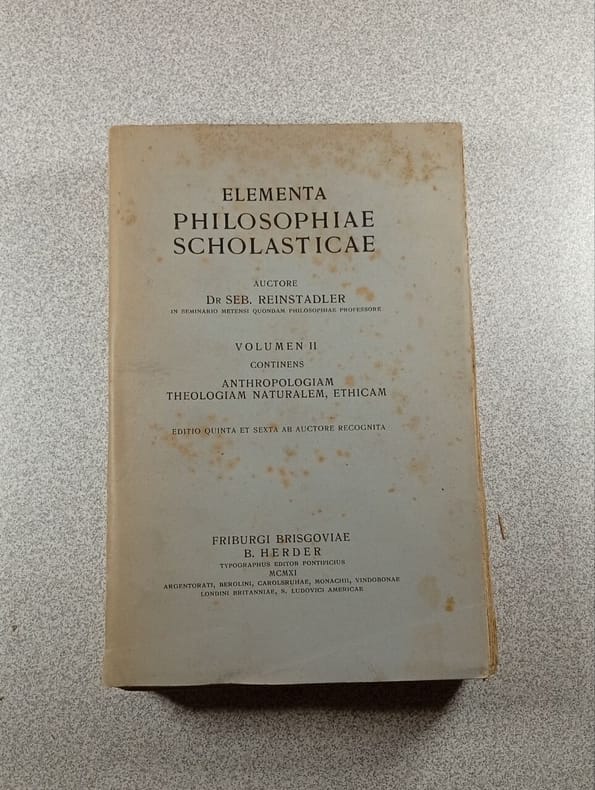 ELEMENTA
PHILOSOPHIAE
SCHOLASTICAE
AUCTORE
DR SEB. REINSTADLER
IN SEMINARIO METENSI QUONDAM PHILOSOPHIAE PROFESSORE
VOLUMEN II
CONTINENS
ANTHROPOLOGIAM
THEOLOGIAM NATURALEM, ETHICAM
EDITIO QUINTA ET SEXTA AB AUCTORE RECOGNITA
FRIBURGI BRISGOVIAE
B. HERDER
TYPOGRAPHUS EDITOR PONTIFICIUS
MCMXI
ARGENTORATI, BEROLINI, CAROLSRUHAE, MONACHII, VINDOBONAE
LONDINI BRITANNIAE, S. LUDOVICI AMERICAE